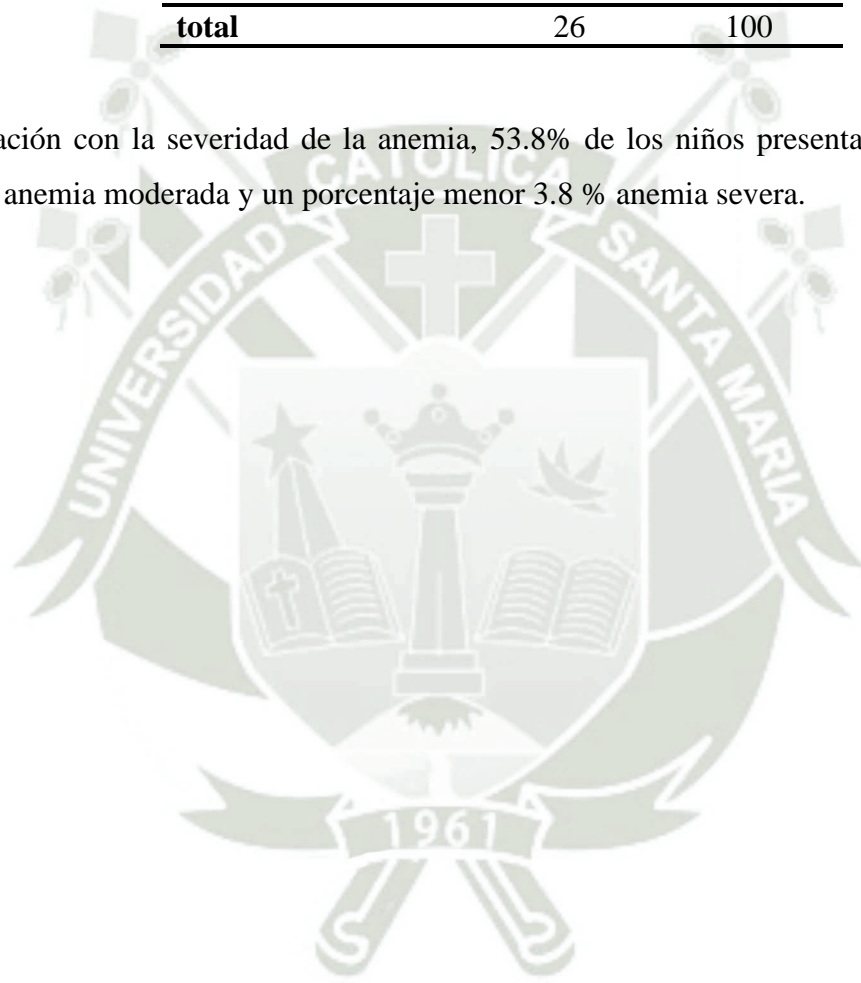 total 26 100
ación con la severidad de la anemia, 53.8% de los niños presenta
anemia moderada y un porcentaje menor 3.8 % anemia severa.
UNIVERSIDAD CATOLICA SANTA MARIA
1961